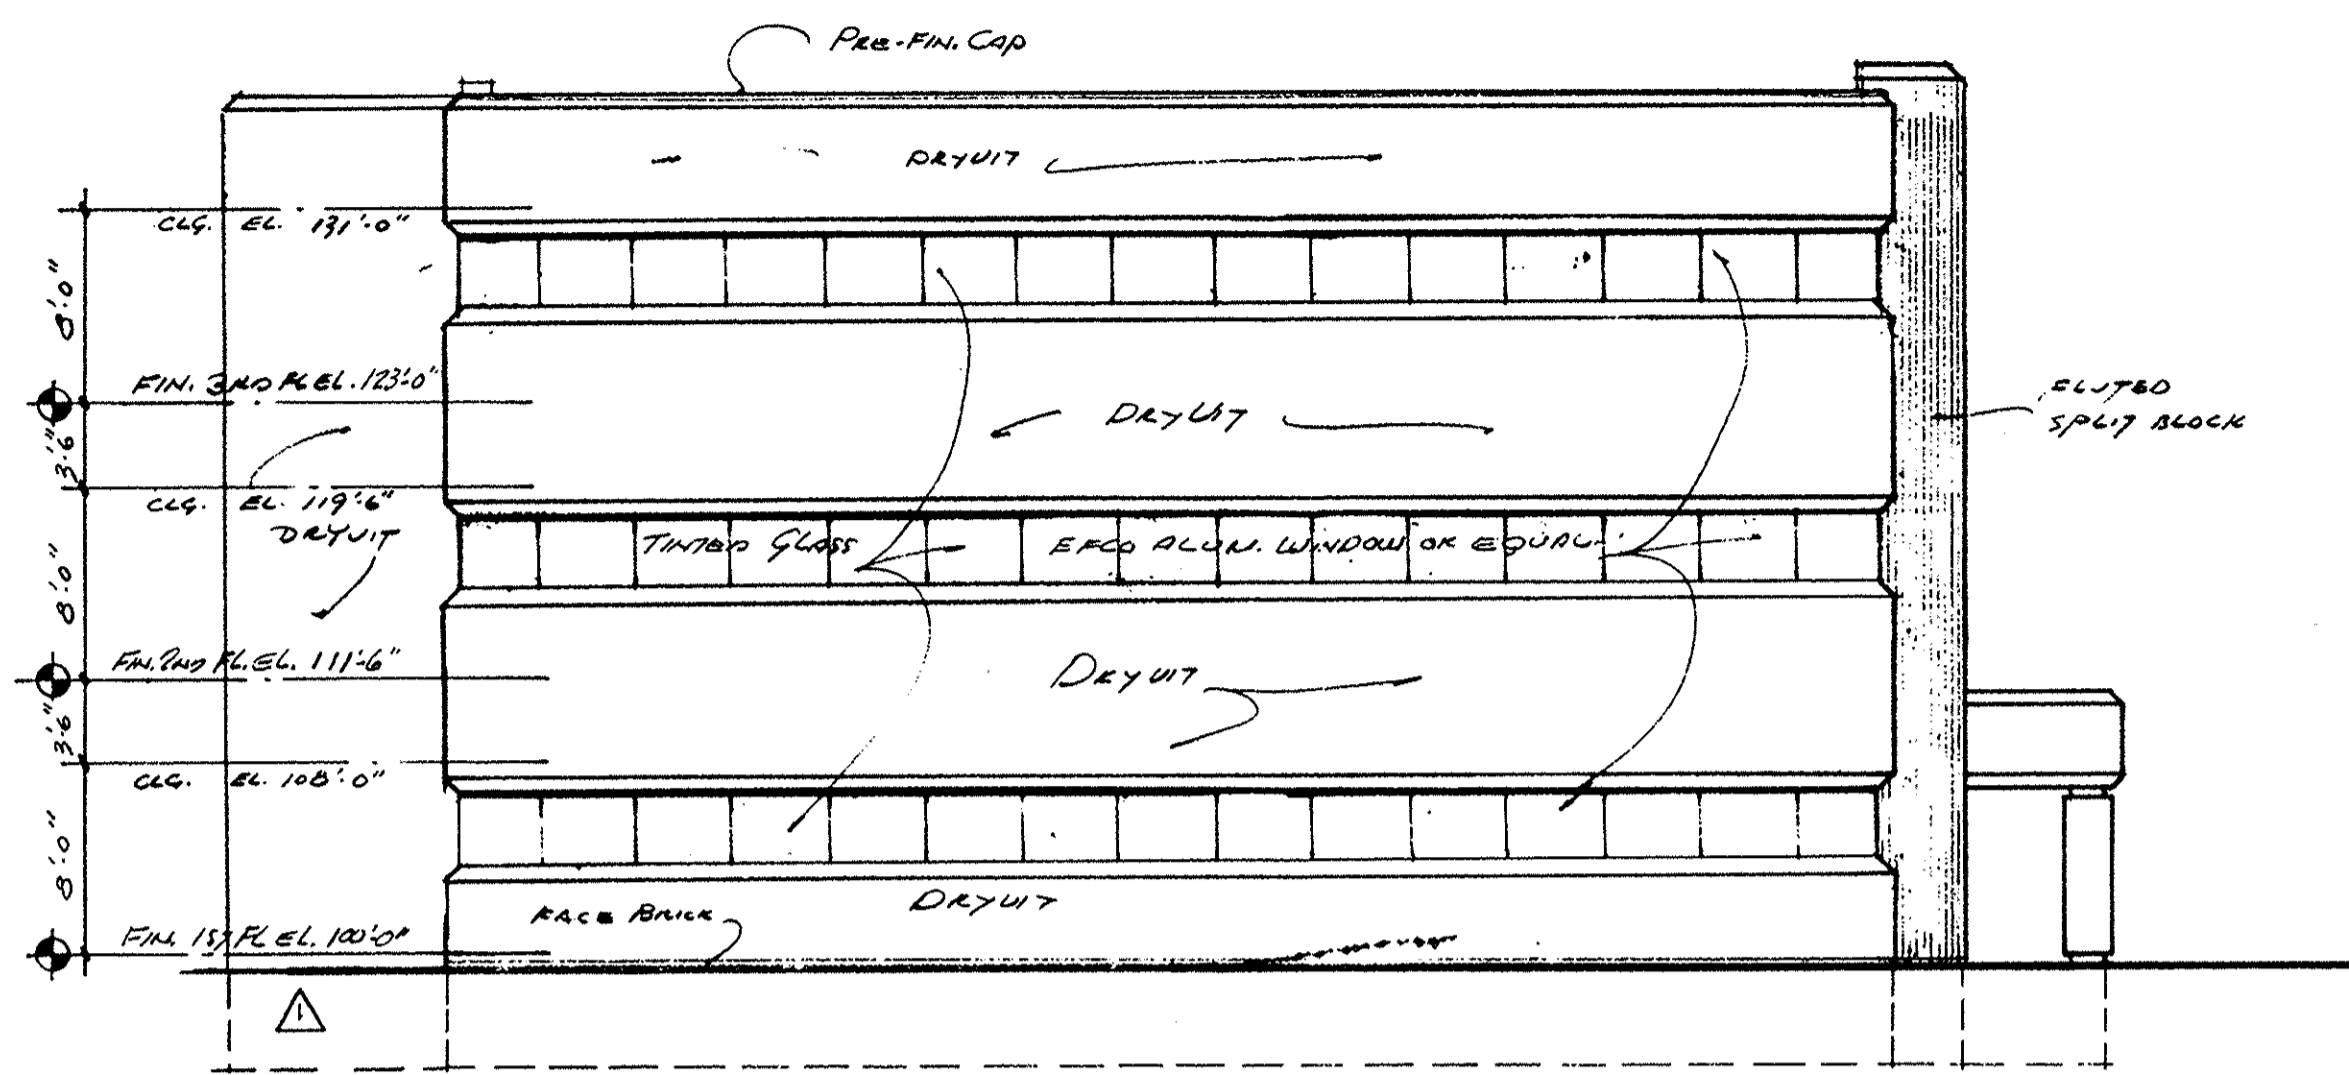 PRE-FIN. CAP
DRYVIT
CLG. EL. 131'-0"
8'-0"
FIN. 3RD FL EL. 123'-0"
DRYVIT
FLUTED
SPLIT BLOCK
3'-6"
CLG. EL. 119'-6"
DRYVIT
TINTED GLASS
EFCO ALUM. WINDOW OR EQUAL
8'-0"
FIN. 2ND FL. EL. 111'-6"
DRYVIT
3'-6"
CLG. EL. 108'-0"
8'-0"
DRYVIT
FACE BRICK
FIN. 1ST FL EL. 100'-0"
1